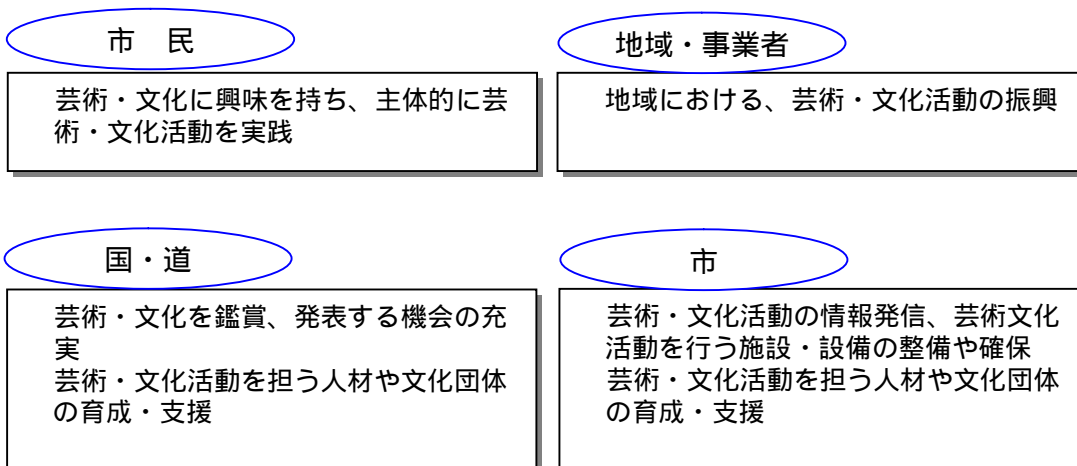 市　民
芸術・文化に興味を持ち、主体的に芸
術・文化活動を実践
地域・事業者
地域における、芸術・文化活動の振興
国・道
芸術・文化を鑑賞、発表する機会の充
実
芸術・文化活動を担う人材や文化団体
の育成・支援
市
芸術・文化活動の情報発信、芸術文化
活動を行う施設・設備の整備や確保
芸術・文化活動を担う人材や文化団体
の育成・支援